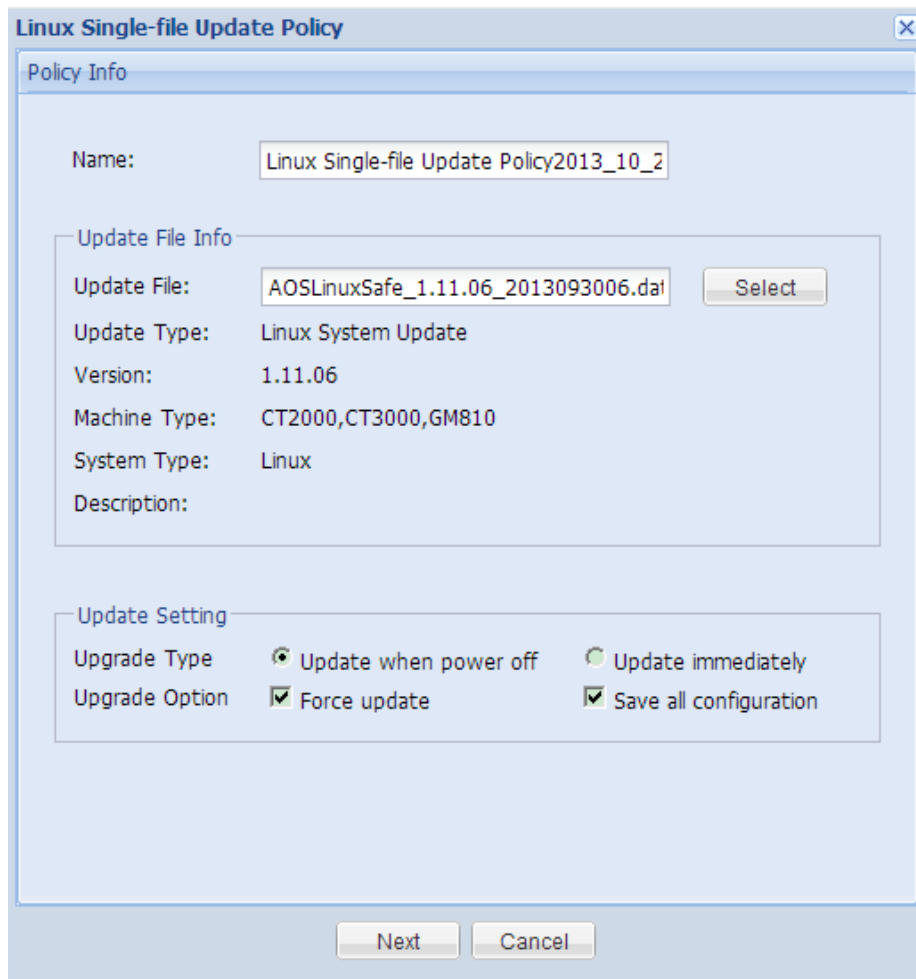 Linux Single-file Update Policy
Policy Info
Name: Linux Single-file Update Policy2013_10_2
Update File Info
Update File: AOSLinuxSafe_1.11.06_2013093006.dat Select
Update Type: Linux System Update
Version: 1.11.06
Machine Type: CT2000,CT3000,GM810
System Type: Linux
Description:
Update Setting
Upgrade Type Update when power off Update immediately
Upgrade Option Force update Save all configuration
Next Cancel